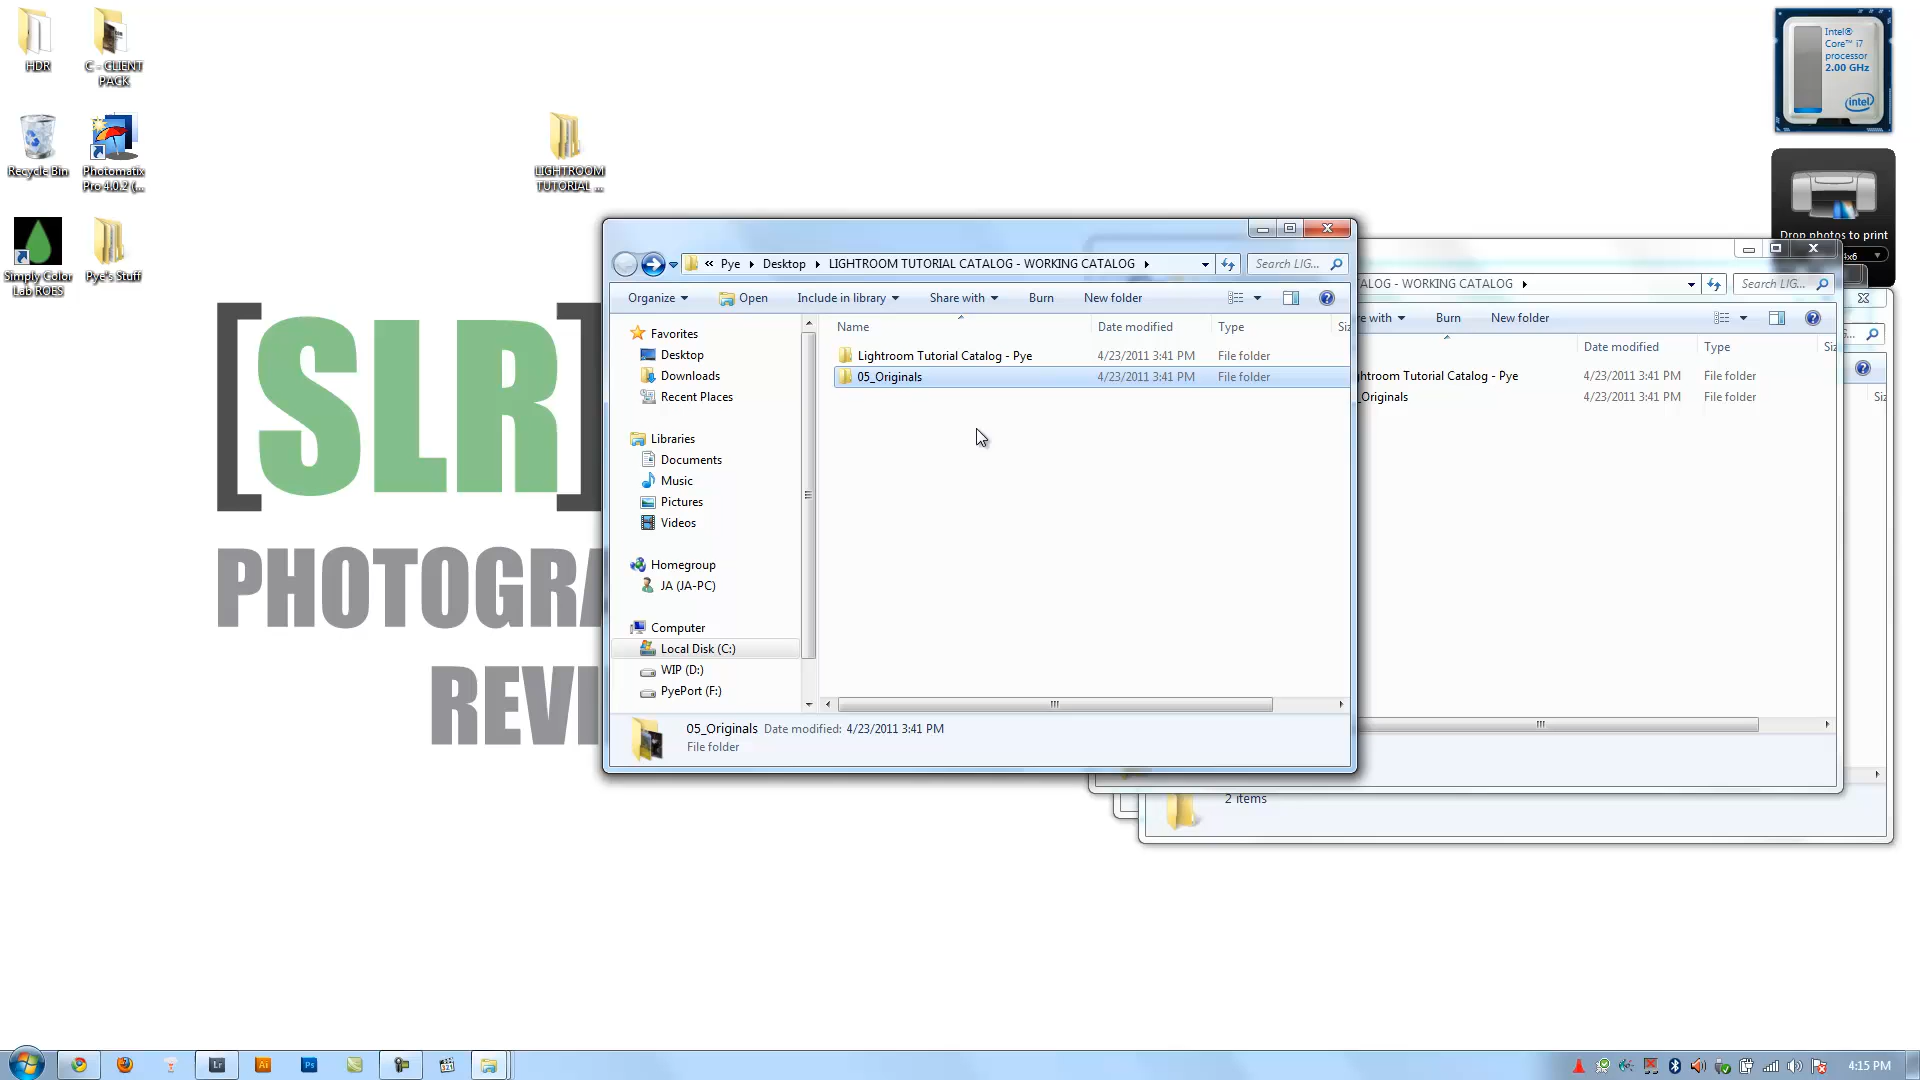 HDR
C - CLIENT
PACK
Recycle Bin
Photomatix
Pro 4.0.2 (...
Simply Color
Lab ROES
Pye's Stuff
LIGHTROOM
TUTORIAL ...
[SLR]
PHOTOGRA
REVI
Intel®
Core™ i7
processor
2.00 GHz
intel
Drop photos to print
4x6
« Pye Desktop LIGHTROOM TUTORIAL CATALOG - WORKING CATALOG
Search LIG...
Organize Open Include in library Share with Burn New folder
Name Date modified Type Siz
Lightroom Tutorial Catalog - Pye 4/23/2011 3:41 PM File folder
05_Originals 4/23/2011 3:41 PM File folder
Favorites
Desktop
Downloads
Recent Places
Libraries
Documents
Music
Pictures
Videos
Homegroup
JA (JA-PC)
Computer
Local Disk (C:)
WIP (D:)
PyePort (F:)
05_Originals Date modified: 4/23/2011 3:41 PM
File folder
ALOG - WORKING CATALOG
Search LIG...
re with Burn New folder
Date modified Type Siz
htroom Tutorial Catalog - Pye 4/23/2011 3:41 PM File folder
_Originals 4/23/2011 3:41 PM File folder
Siz
2 items
Lr Ai Ps
4:15 PM